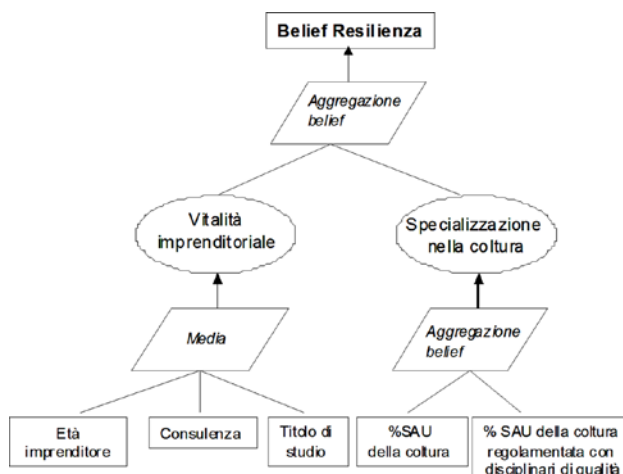 Belief Resilienza
Aggregazione
belief
Vitalità
imprenditoriale
Specializzazione
nella coltura
Media
Aggregazione
belief
Età
imprenditore
Consulenza
Titolo di
studio
%SAU
della coltura
% SAU della coltura
regolamentata con
disciplinari di qualità